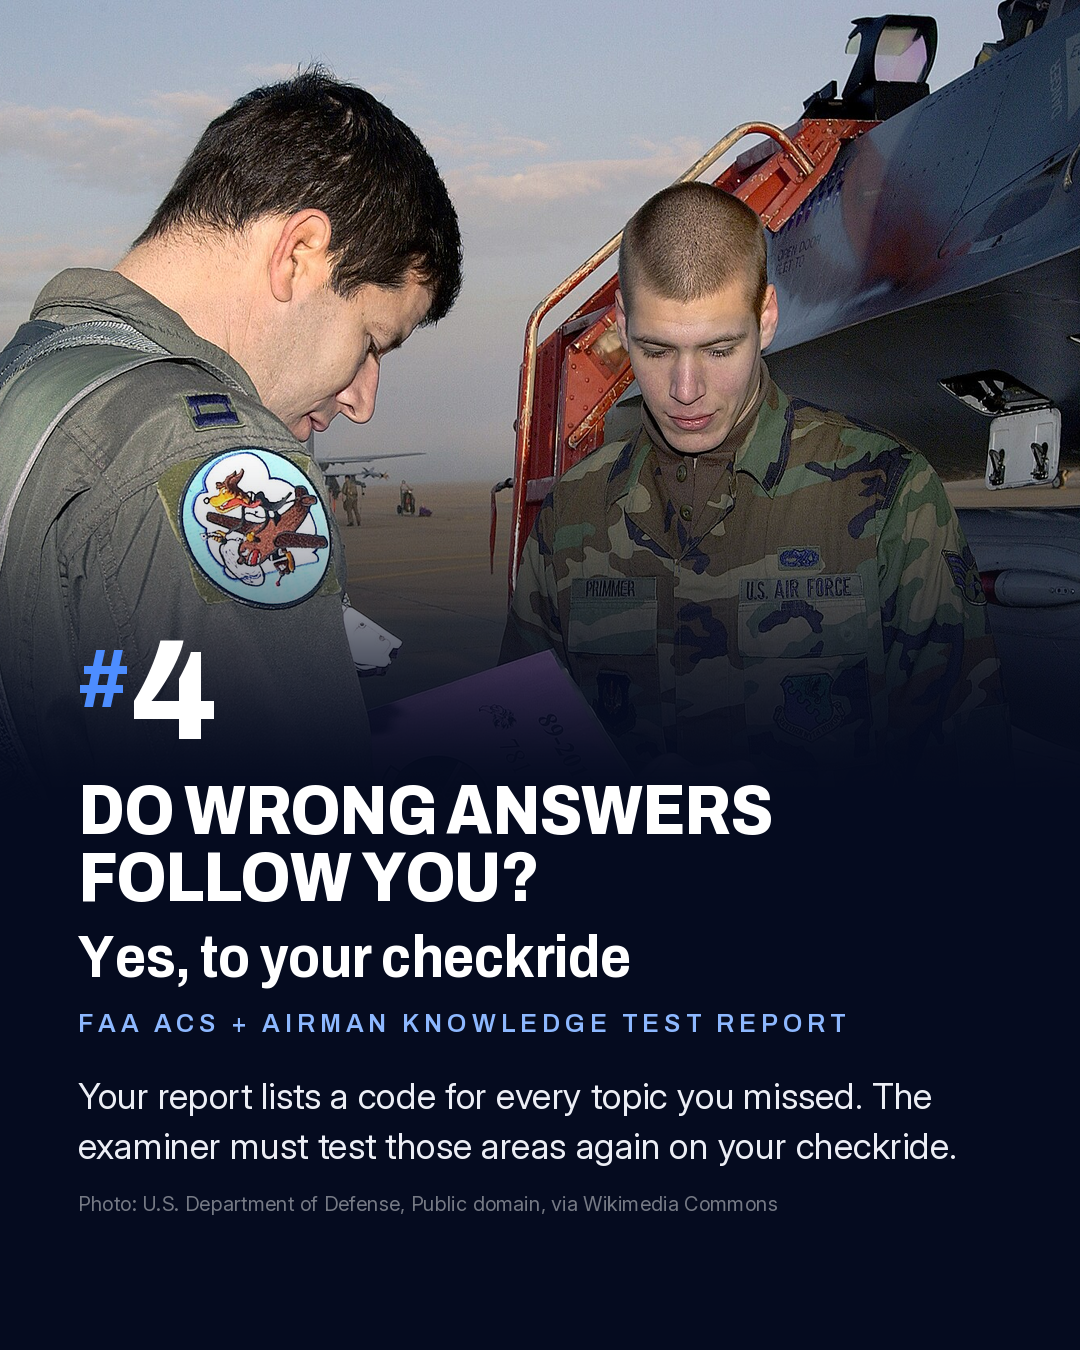 OPEN DOOR
PRIMMER
U.S. AIR FORCE
#4
DO WRONG ANSWERS
FOLLOW YOU?
Yes, to your checkride
FAA ACS + AIRMAN KNOWLEDGE TEST REPORT
Your report lists a code for every topic you missed. The
examiner must test those areas again on your checkride.
Photo: U.S. Department of Defense, Public domain, via Wikimedia Commons